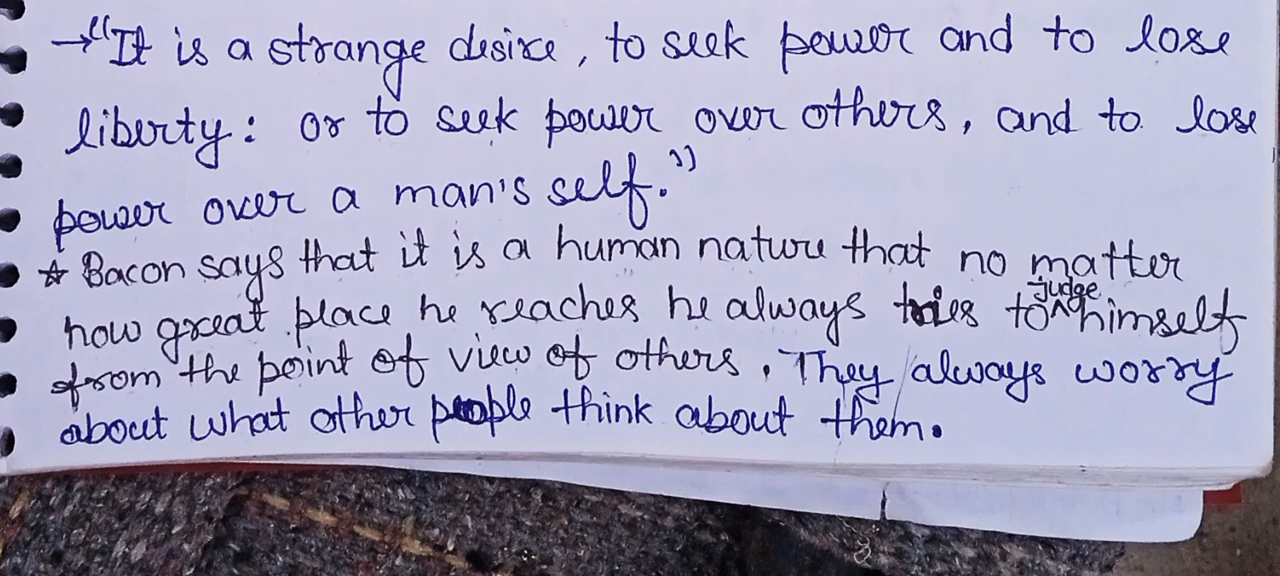 →"It is a strange desire, to seek power and to lose
liberty: or to seek power over others, and to lose
power over a man's self."
☆ Bacon says that it is a human nature that no matter
how great place he reaches he always tries to ^judge himself
from the point of view of others. They always worry
about what other people think about them.